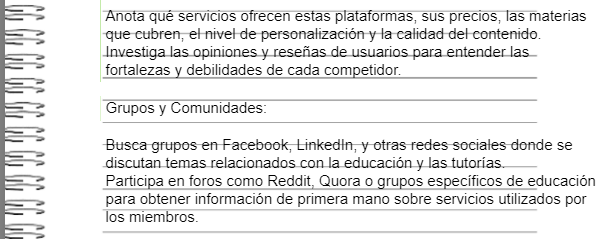 Anota qué servicios ofrecen estas plataformas, sus precios, las materias
que cubren, el nivel de personalización y la calidad del contenido.
Investiga las opiniones y reseñas de usuarios para entender las
fortalezas y debilidades de cada competidor.
Grupos y Comunidades:
Busca grupos en Facebook, LinkedIn, y otras redes sociales donde se
discutan temas relacionados con la educación y las tutorías.
Participa en foros como Reddit, Quora o grupos específicos de educación
para obtener información de primera mano sobre servicios utilizados por
los miembros.